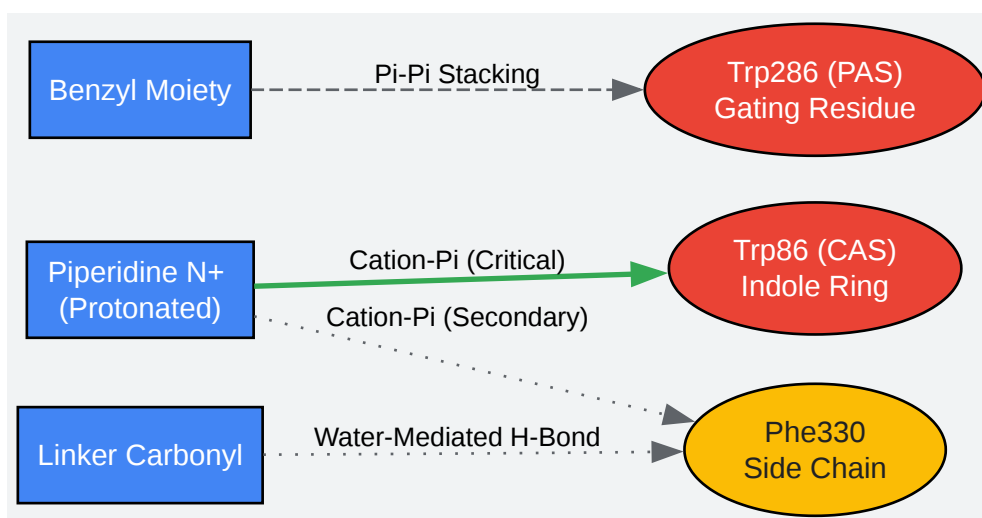 Benzyl Moiety
Pi-Pi Stacking
Trp286 (PAS)
Gating Residue
Piperidine N+
(Protonated)
Cation-Pi (Critical)
Trp86 (CAS)
Indole Ring
Cation-Pi (Secondary)
Linker Carbonyl
Water-Mediated H-Bond
Phe330
Side Chain